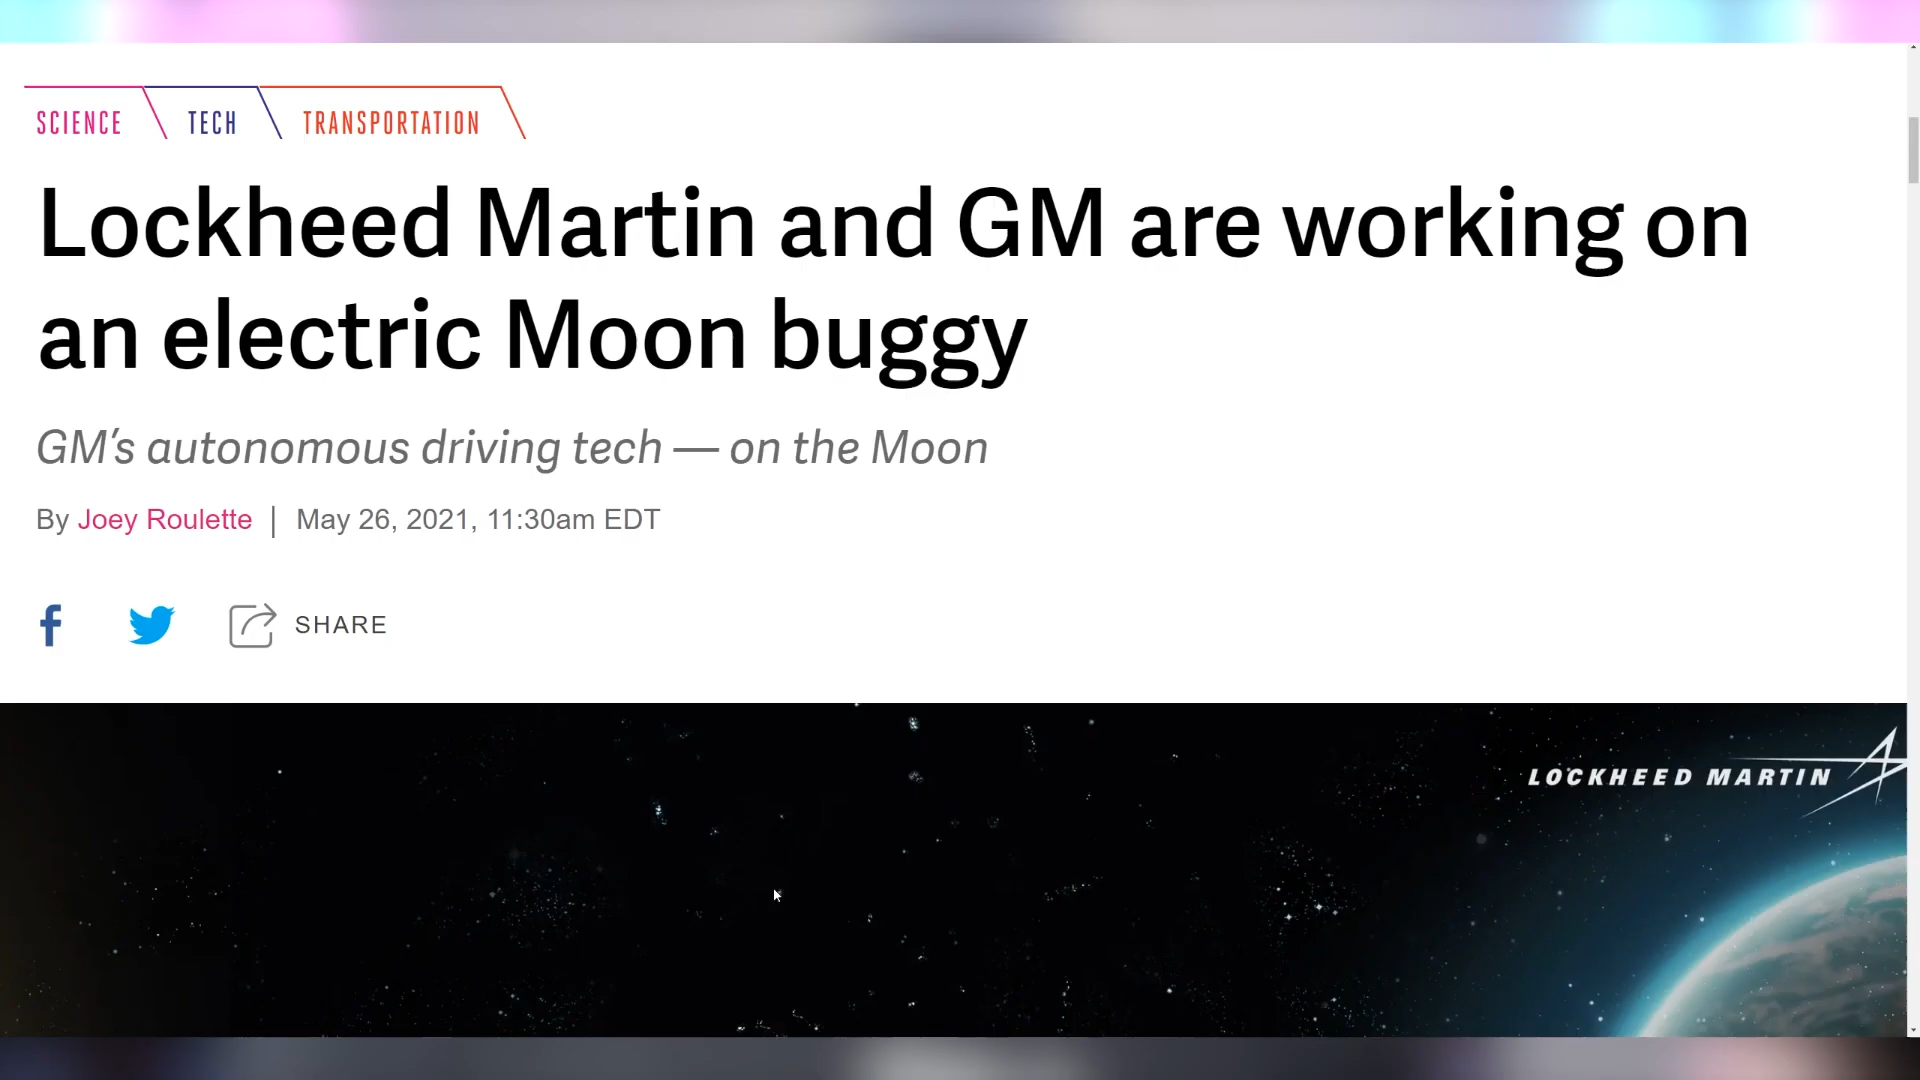 SCIENCE TECH TRANSPORTATION
Lockheed Martin and GM are working on
an electric Moon buggy
GM’s autonomous driving tech — on the Moon
By Joey Roulette | May 26, 2021, 11:30am EDT
SHARE
LOCKHEED MARTIN